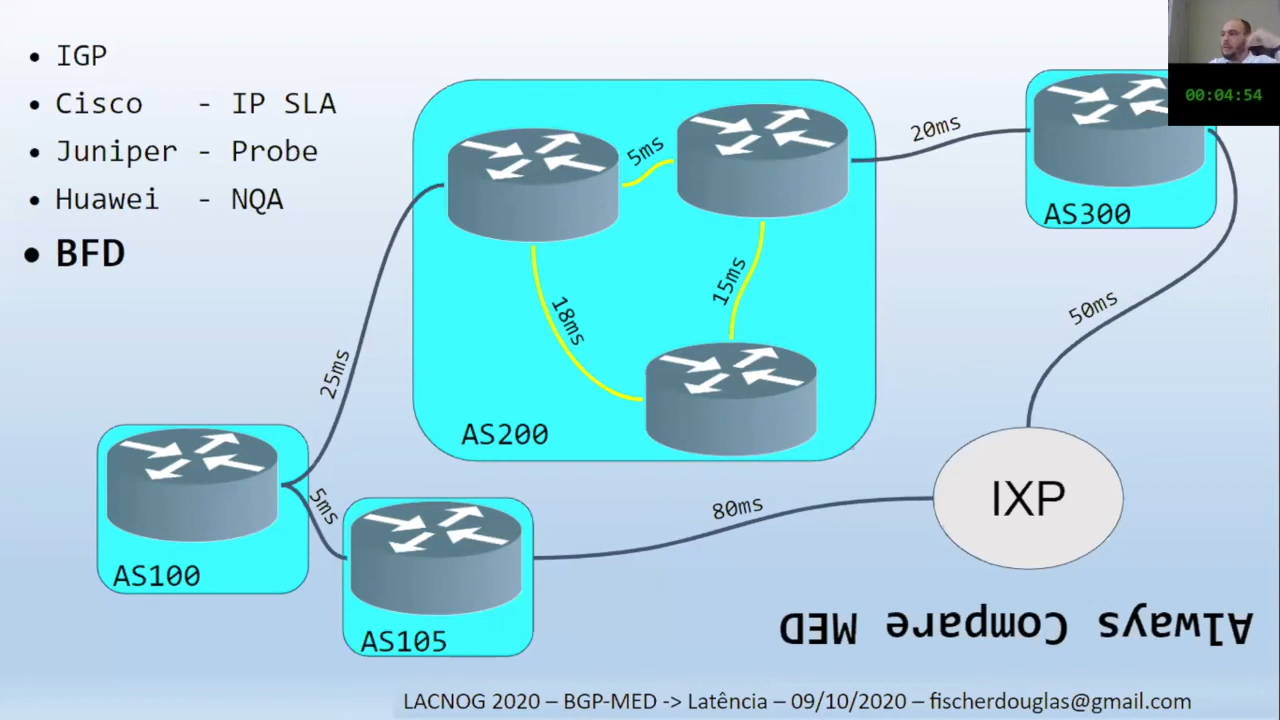 • IGP
• Cisco - IP SLA
• Juniper - Probe
• Huawei - NQA
• BFD
00:04:54
5ms
20ms
AS300
15ms
18ms
50ms
25ms
AS200
5ms
80ms
IXP
AS100
AS105
Always Compare MED
LACNOG 2020 – BGP-MED -> Latência – 09/10/2020 – fischerdouglas@gmail.com